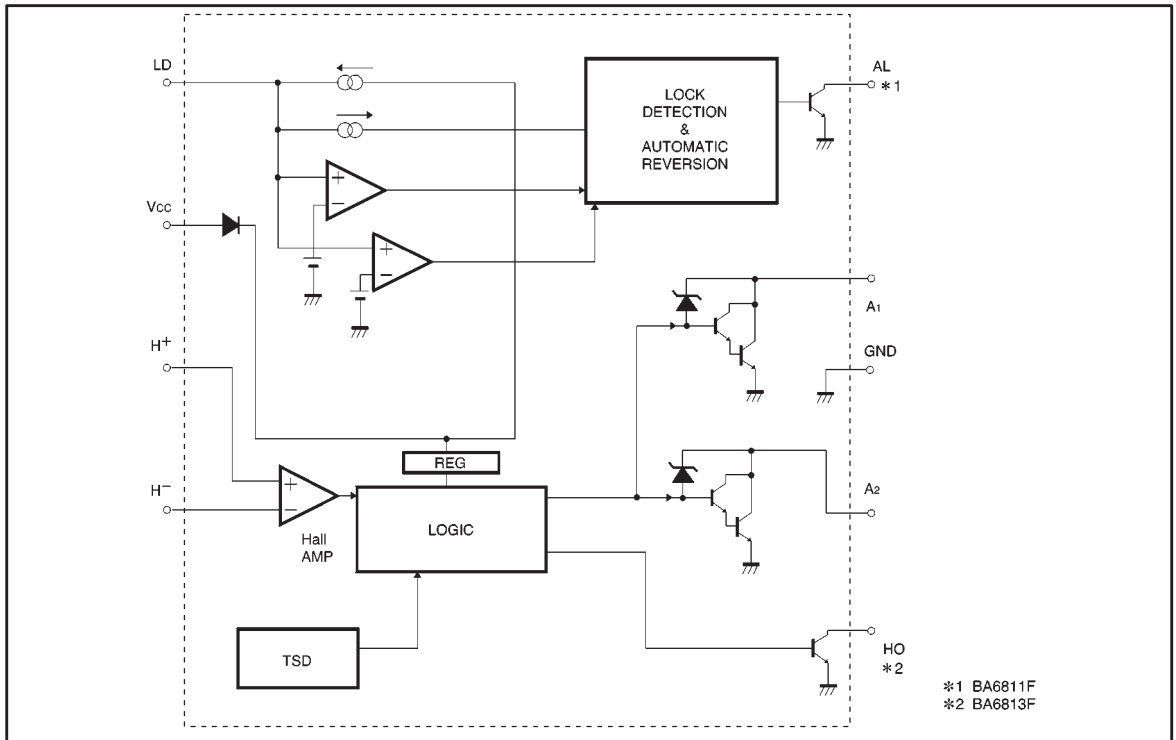 LD
AL
*1
LOCK
DETECTION
&
AUTOMATIC
REVERSION
+
−
Vcc
+
−
A1
H+
GND
REG
+
−
H−
Hall
AMP
LOGIC
A2
TSD
HO
*2
*1 BA6811F
*2 BA6813F